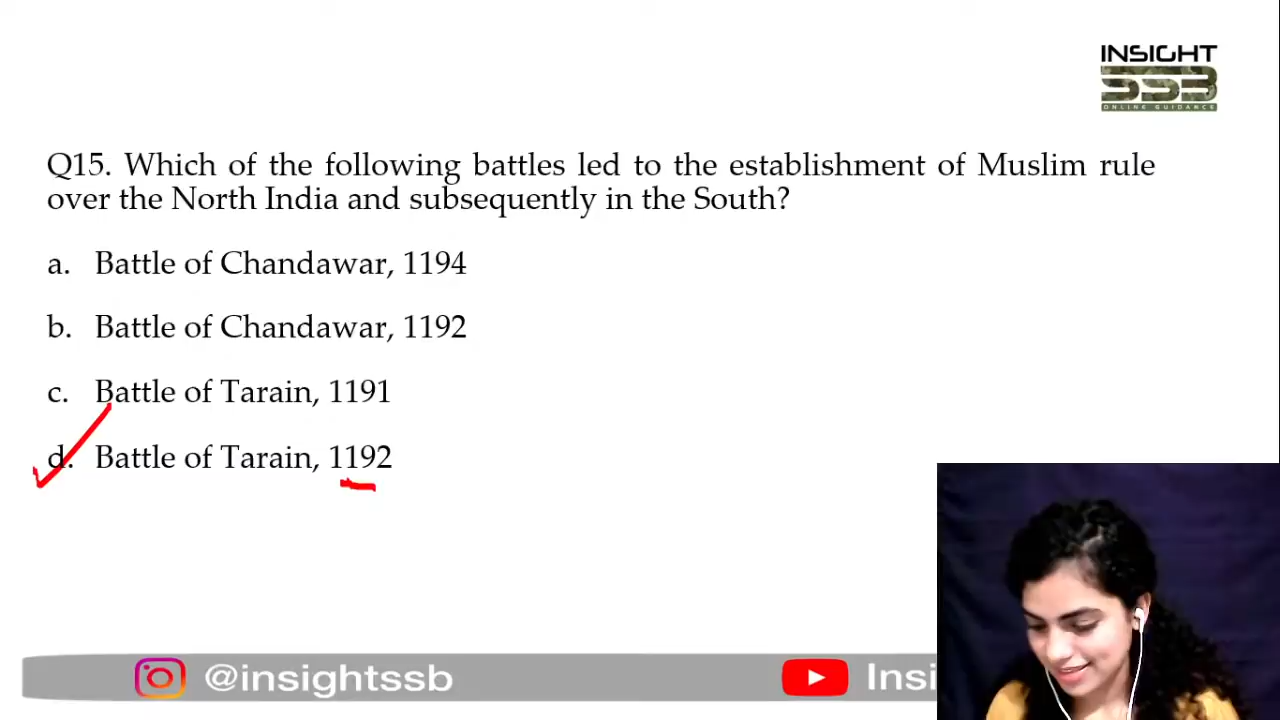 INSIGHT
SSB
ONLINE GUIDANCE
Q15. Which of the following battles led to the establishment of Muslim rule
over the North India and subsequently in the South?
a. Battle of Chandawar, 1194
b. Battle of Chandawar, 1192
c. Battle of Tarain, 1191
d. Battle of Tarain, 1192
@insightssb
Insi